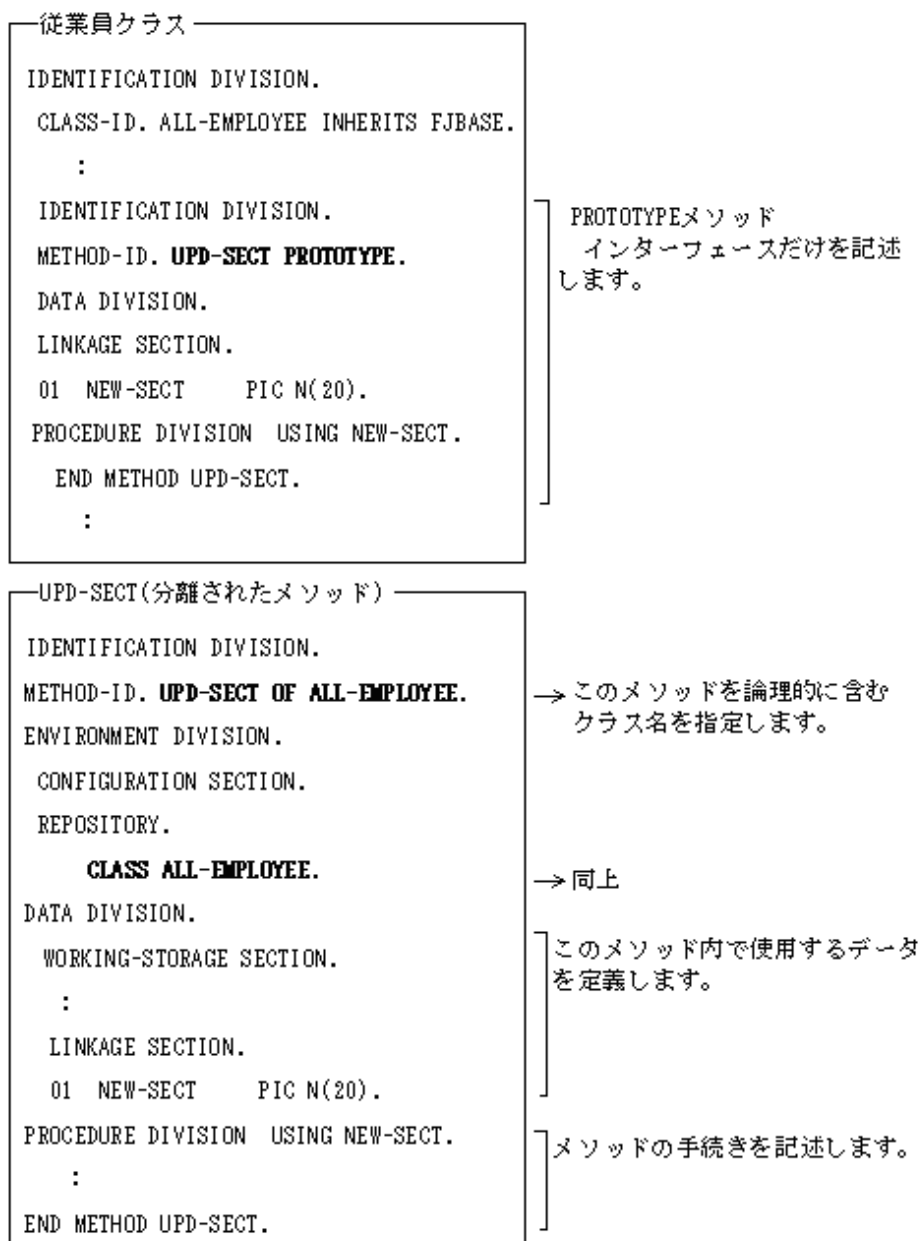 従業員クラス
IDENTIFICATION DIVISION.
CLASS-ID. ALL-EMPLOYEE INHERITS FJBASE.
:
IDENTIFICATION DIVISION.
METHOD-ID. UPD-SECT PROTOTYPE.
DATA DIVISION.
LINKAGE SECTION.
01 NEW-SECT PIC N(20).
PROCEDURE DIVISION USING NEW-SECT.
END METHOD UPD-SECT.
:
PROTOTYPEメソッド
インターフェースだけを記述
します。
UPD-SECT(分離されたメソッド)
IDENTIFICATION DIVISION.
METHOD-ID. UPD-SECT OF ALL-EMPLOYEE.
→このメソッドを論理的に含む
クラス名を指定します。
ENVIRONMENT DIVISION.
CONFIGURATION SECTION.
REPOSITORY.
CLASS ALL-EMPLOYEE.
→同上
DATA DIVISION.
WORKING-STORAGE SECTION.
:
LINKAGE SECTION.
01 NEW-SECT PIC N(20).
このメソッド内で使用するデータ
を定義します。
PROCEDURE DIVISION USING NEW-SECT.
:
END METHOD UPD-SECT.
メソッドの手続きを記述します。